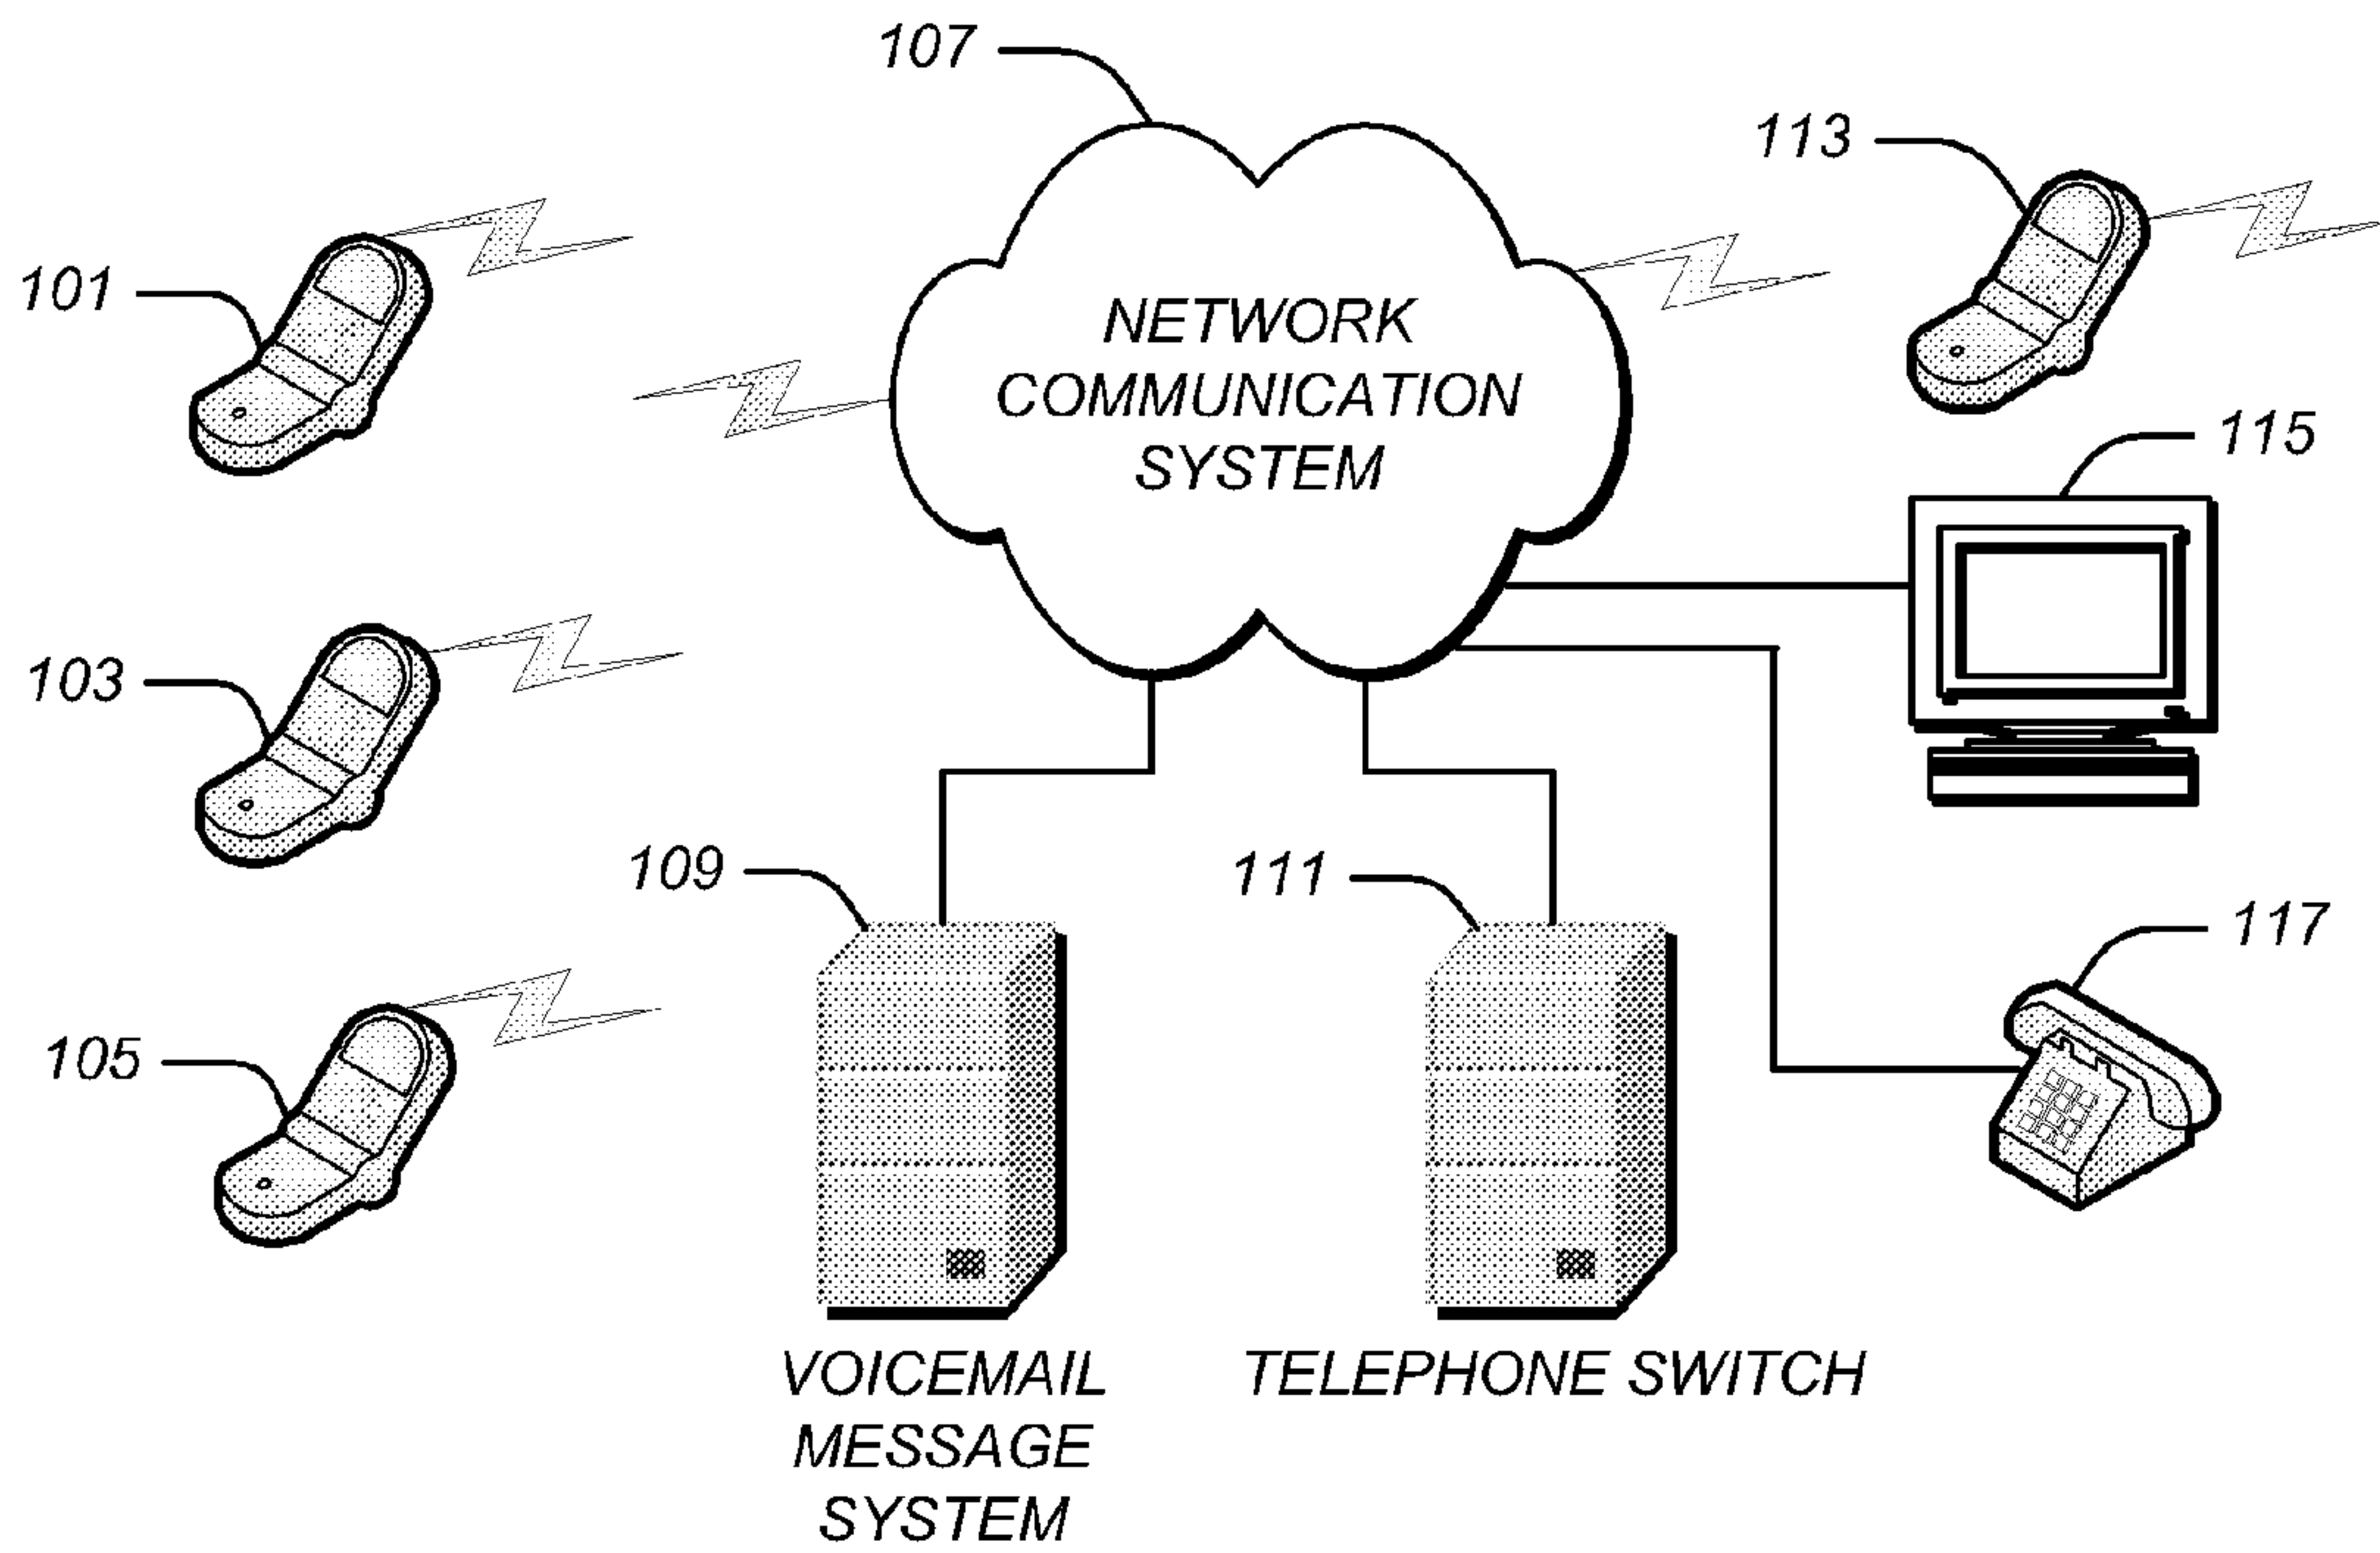 107
113
101
NETWORK
COMMUNICATION
SYSTEM
115
103
109
111
117
105
VOICEMAIL
MESSAGE
SYSTEM
TELEPHONE SWITCH